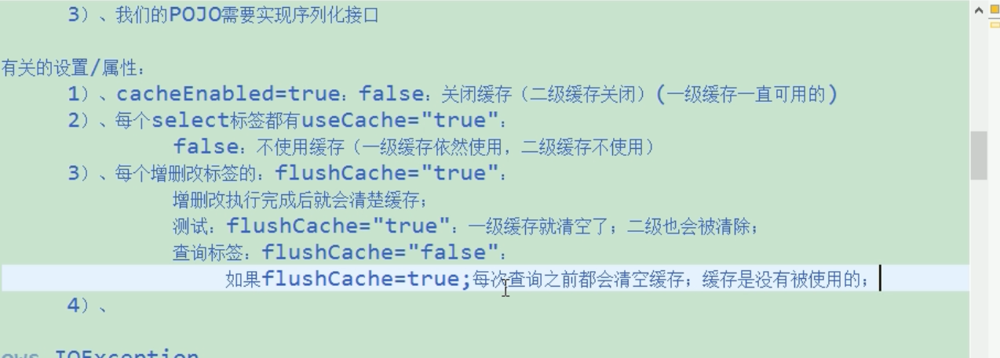 3）、我们的POJO需要实现序列化接口
有关的设置/属性：
1）、cacheEnabled=true：false：关闭缓存（二级缓存关闭）(一级缓存一直可用的)
2）、每个select标签都有useCache="true"：
false：不使用缓存（一级缓存依然使用，二级缓存不使用）
3）、每个增删改标签的：flushCache="true"：
增删改执行完成后就会清楚缓存；
测试：flushCache="true"：一级缓存就清空了；二级也会被清除；
查询标签：flushCache="false"：
如果flushCache=true;每次查询之前都会清空缓存；缓存是没有被使用的；
4）、
ows IOException